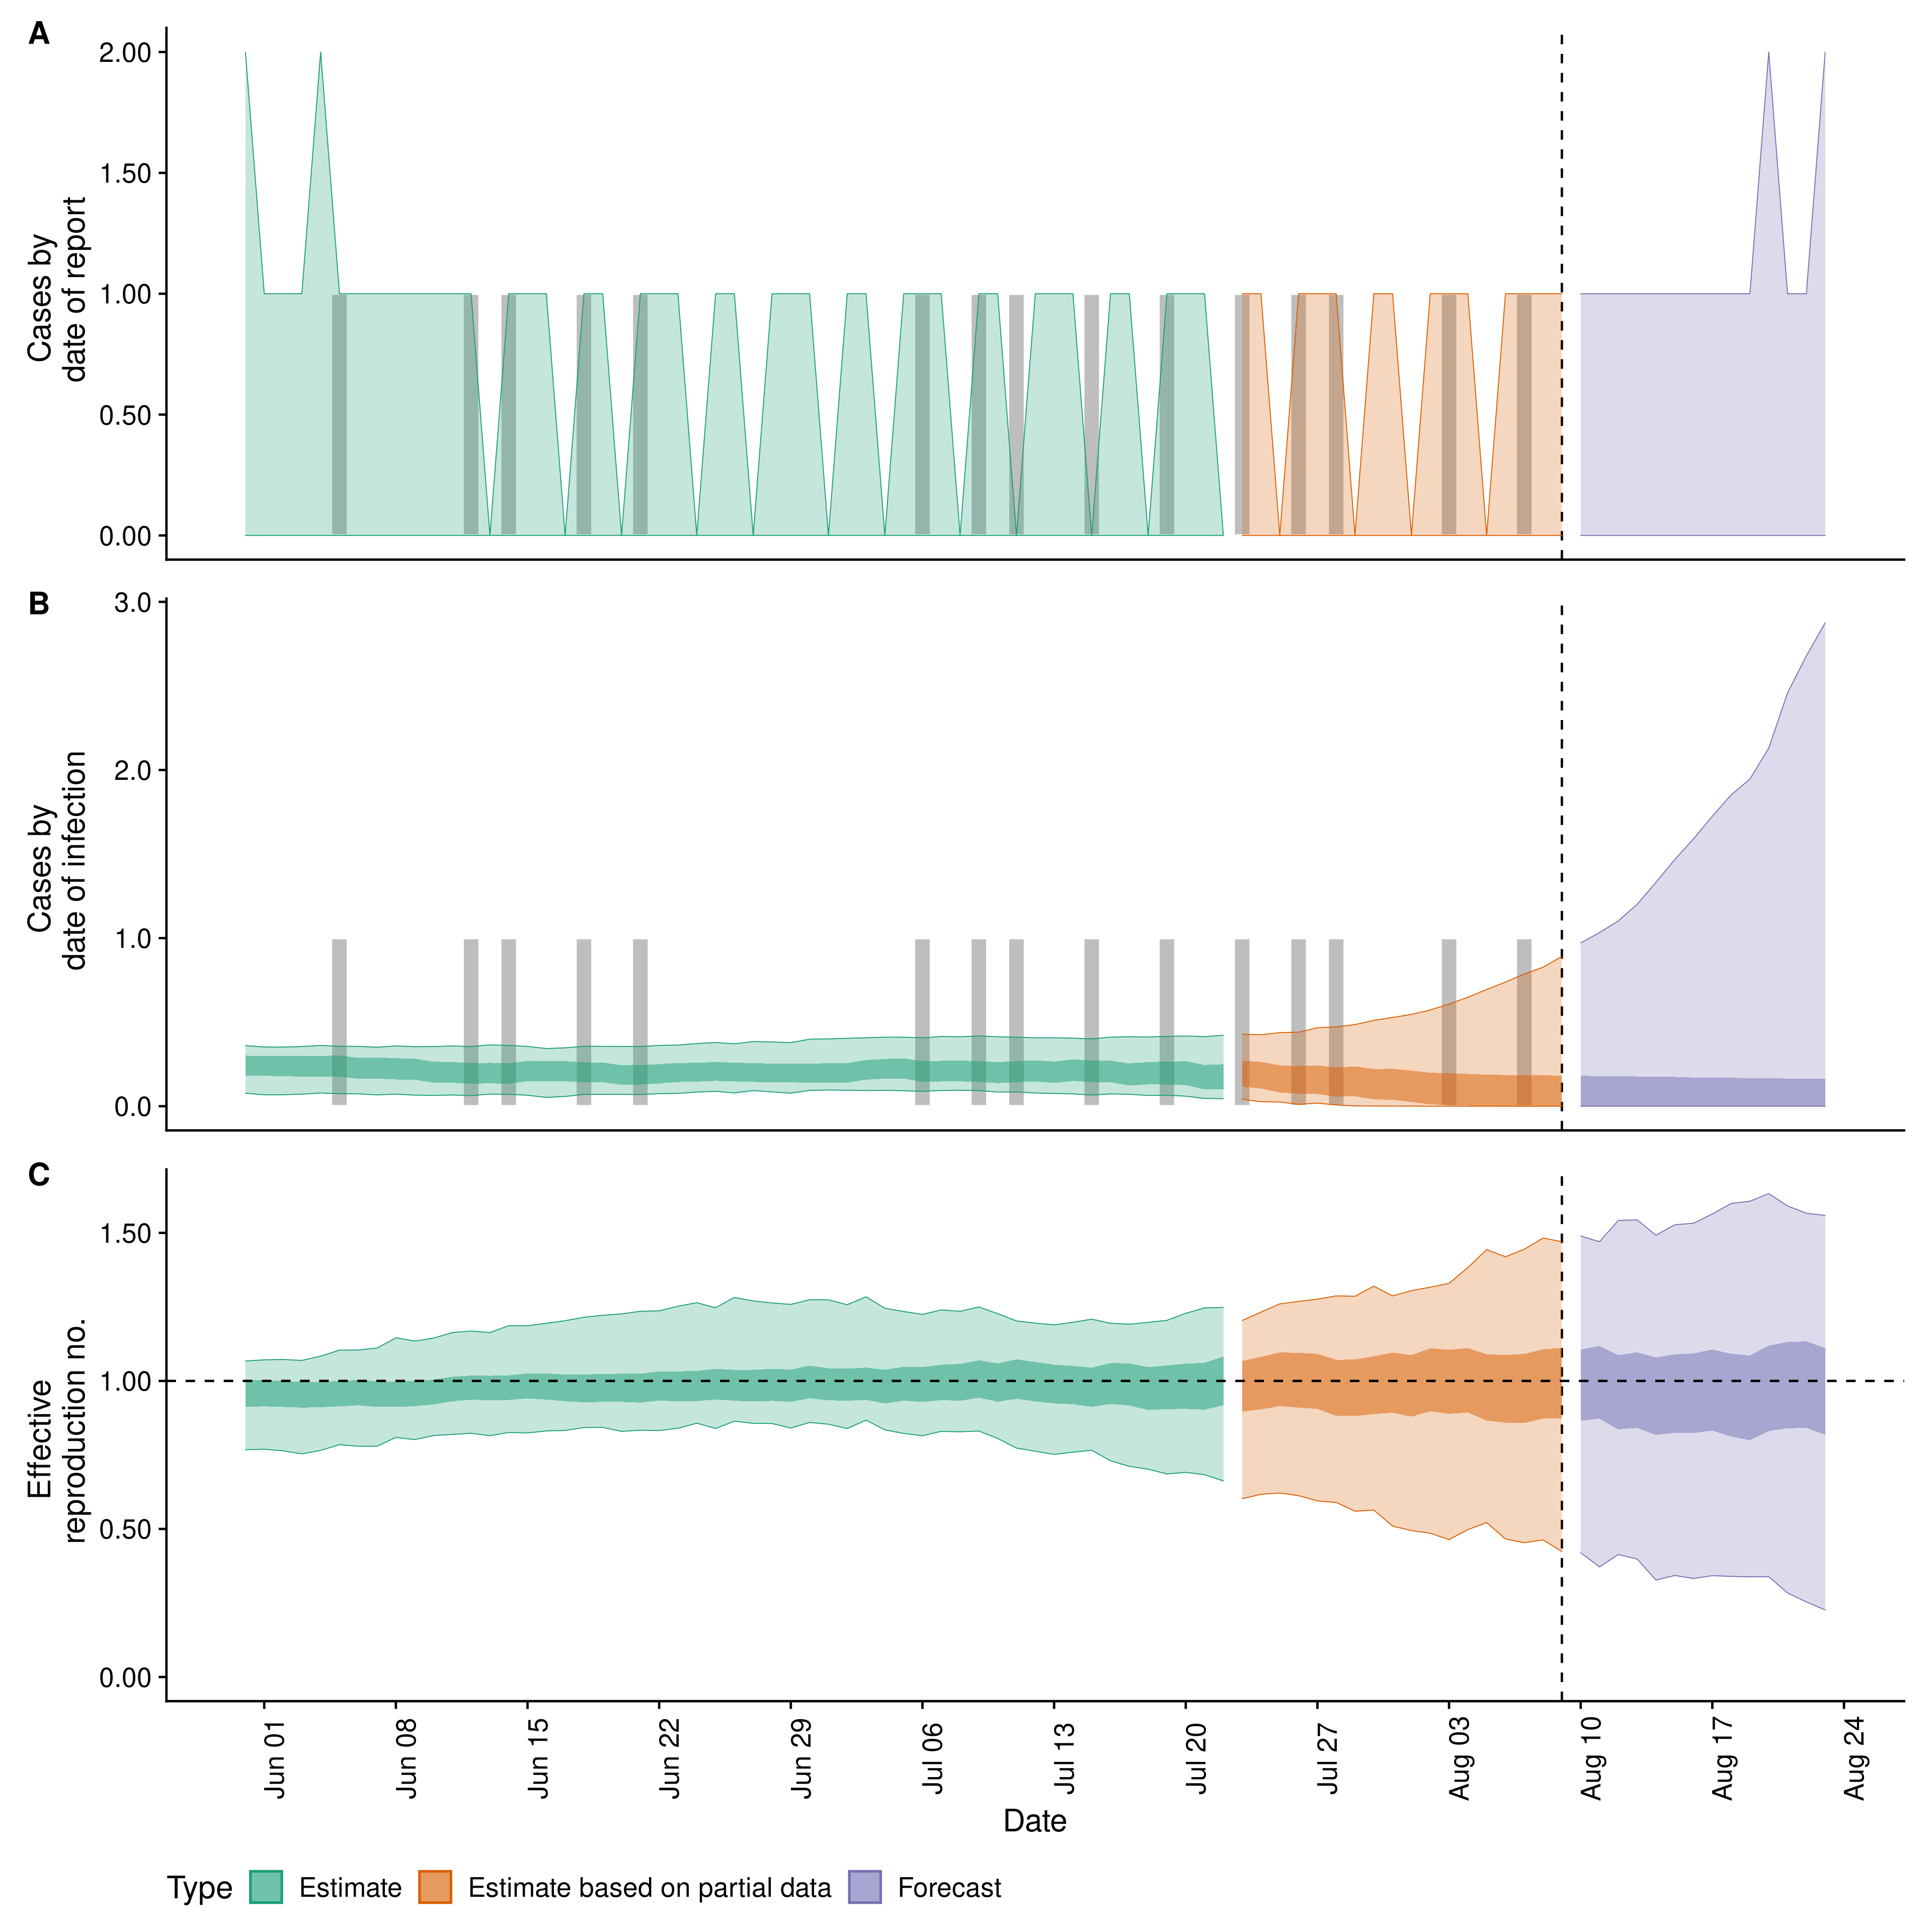 A
2.00
1.50
1.00
0.50
0.00
Cases by
date of report
B
3.0
2.0
1.0
0.0
Cases by
date of infection
C
1.50
1.00
0.50
0.00
Effective
reproduction no.
Jun 01
Jun 08
Jun 15
Jun 22
Jun 29
Jul 06
Jul 13
Jul 20
Jul 27
Aug 03
Aug 10
Aug 17
Aug 24
Date
Type Estimate Estimate based on partial data Forecast